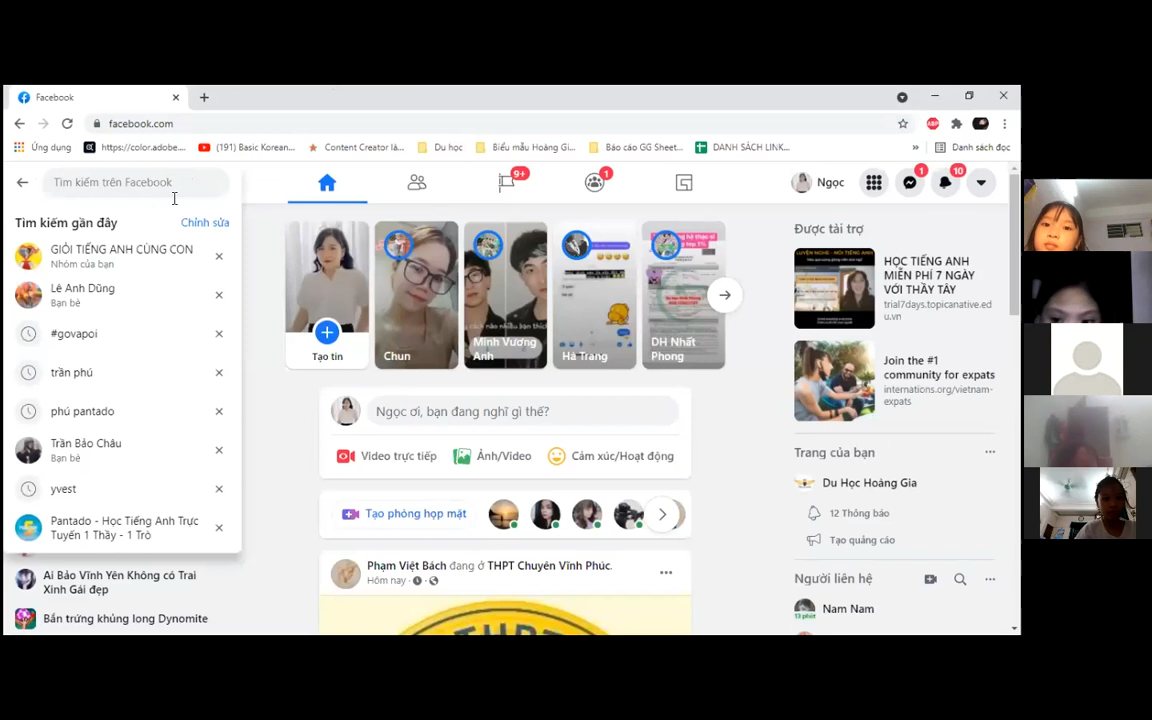 Facebook
facebook.com
Ứng dụng
https://color.adobe....
(191) Basic Korean...
Content Creator là...
Du học
Biểu mẫu Hoàng Gi...
Báo cáo GG Sheet...
DANH SÁCH LINK...
»
Danh sách đọc
Tìm kiếm trên Facebook
9+
1
Ngọc
1
10
Tìm kiếm gần đây
Chỉnh sửa
GIỎI TIẾNG ANH CÙNG CON
Nhóm của bạn
Lê Anh Dũng
Bạn bè
#govapoi
trần phú
phú pantado
Trần Bảo Châu
Bạn bè
yvest
Pantado - Học Tiếng Anh Trực
Tuyến 1 Thầy - 1 Trò
Ai Bảo Vĩnh Yên Không có Trai
Xinh Gái đẹp
Bắn trứng khủng long Dynomite
Tạo tin
Chun
Minh Vương
Anh
Hà Trang
DH Nhất
Phong
Ngọc ơi, bạn đang nghĩ gì thế?
Video trực tiếp
Ảnh/Video
Cảm xúc/Hoạt động
Tạo phòng họp mặt
Phạm Việt Bách đang ở THPT Chuyên Vĩnh Phúc.
Hôm nay
THPT
Được tài trợ
HỌC TIẾNG ANH
MIỄN PHÍ 7 NGÀY
VỚI THẦY TÂY
trial7days.topicanative.ed
u.vn
Join the #1
community for expats
internations.org/vietnam-
expats
Trang của bạn
Du Học Hoàng Gia
12 Thông báo
Tạo quảng cáo
Người liên hệ
Nam Nam
13 phút